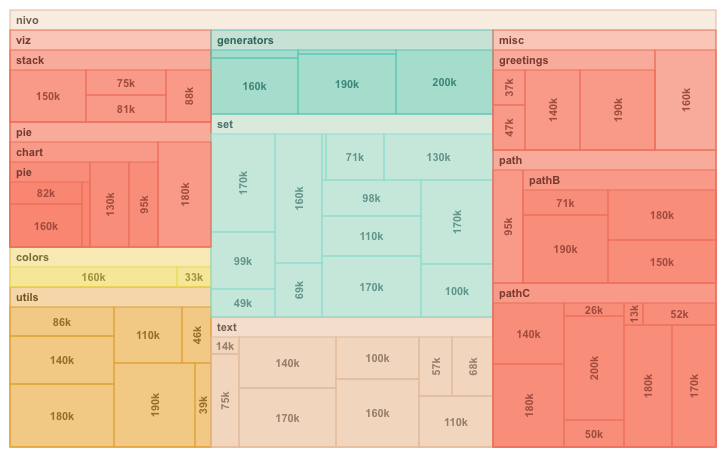 nivo
viz
stack
150k
75k
81k
88k
pie
chart
pie
82k
160k
130k
95k
180k
colors
160k
33k
utils
86k
140k
180k
110k
46k
190k
39k
generators
160k
190k
200k
set
170k
99k
49k
160k
69k
71k
130k
98k
110k
170k
170k
100k
text
14k
75k
140k
170k
100k
160k
57k
68k
110k
misc
greetings
37k
47k
140k
190k
160k
path
95k
pathB
71k
190k
180k
150k
pathC
140k
180k
26k
200k
50k
13k
52k
180k
170k